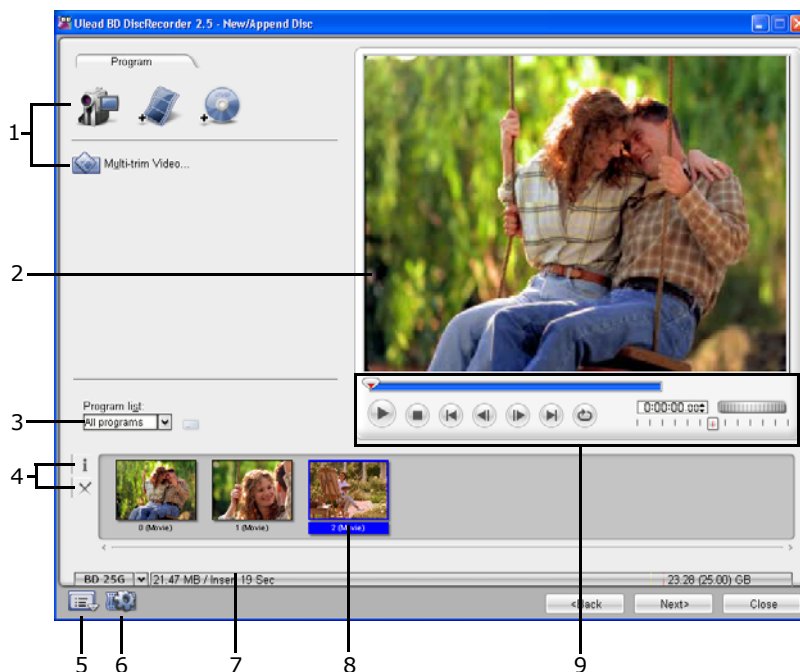 Ulead BD DiscRecorder 2.5 - New/Append Disc
Program
1
Multi-trim Video...
2
Program list:
3
All programs
0:00:00
4
0 (Movie)
1 (Movie)
2 (Movie)
BD 25G
21.47 MB / Insert 19 Sec
23.28 (25.00) GB
<Back
Next>
Close
5
6
7
8
9